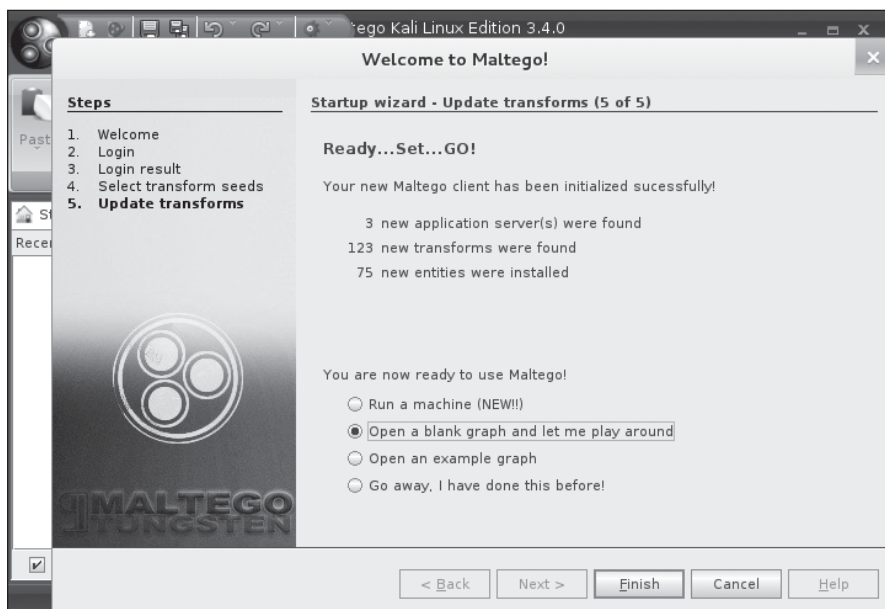 tego Kali Linux Edition 3.4.0
Welcome to Maltego!
Past
St
Recen
Steps
1. Welcome
2. Login
3. Login result
4. Select transform seeds
5. Update transforms
MALTEGO
TUNGSTEN
Startup wizard - Update transforms (5 of 5)
Ready...Set...GO!
Your new Maltego client has been initialized sucessfully!
3 new application server(s) were found
123 new transforms were found
75 new entities were installed
You are now ready to use Maltego!
Run a machine (NEW!!)
Open a blank graph and let me play around
Open an example graph
Go away, I have done this before!
< Back
Next >
Finish
Cancel
Help